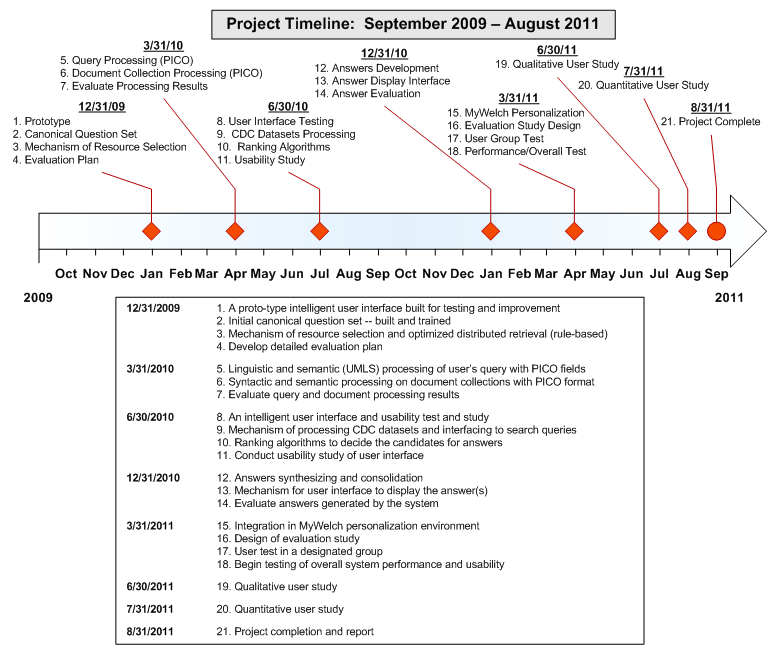 Project Timeline:  September 2009 – August 2011
3/31/10
5. Query Processing (PICO)
6. Document Collection Processing (PICO)
7. Evaluate Processing Results
12/31/10
12. Answers Development
13. Answer Display Interface
14. Answer Evaluation
6/30/11
19. Qualitative User Study
7/31/11
20. Quantitative User Study
12/31/09
1. Prototype
2. Canonical Question Set
3. Mechanism of Resource Selection
4. Evaluation Plan
6/30/10
8. User Interface Testing
9.  CDC Datasets Processing
10.  Ranking Algorithms
11. Usability Study
3/31/11
15. MyWelch Personalization
16. Evaluation Study Design
17. User Group Test
18. Performance/Overall Test
8/31/11
21. Project Complete
Oct Nov Dec Jan Feb Mar Apr May Jun Jul Aug Sep Oct Nov Dec Jan Feb Mar Apr May Jun Jul Aug Sep
2009 2011
12/31/2009 1. A proto-type intelligent user interface built for testing and improvement
2. Initial canonical question set -- built and trained
3. Mechanism of resource selection and optimized distributed retrieval (rule-based)
4. Develop detailed evaluation plan
3/31/2010 5. Linguistic and semantic (UMLS) processing of user's query with PICO fields
6. Syntactic and semantic processing on document collections with PICO format
7. Evaluate query and document processing results
6/30/2010 8. An intelligent user interface and usability test and study
9. Mechanism of processing CDC datasets and interfacing to search queries
10. Ranking algorithms to decide the candidates for answers
11. Conduct usability study of user interface
12/31/2010 12. Answers synthesizing and consolidation
13. Mechanism for user interface to display the answer(s)
14. Evaluate answers generated by the system
3/31/2011 15. Integration in MyWelch personalization environment
16. Design of evaluation study
17. User test in a designated group
18. Begin testing of overall system performance and usability
6/30/2011 19. Qualitative user study
7/31/2011 20. Quantitative user study
8/31/2011 21. Project completion and report